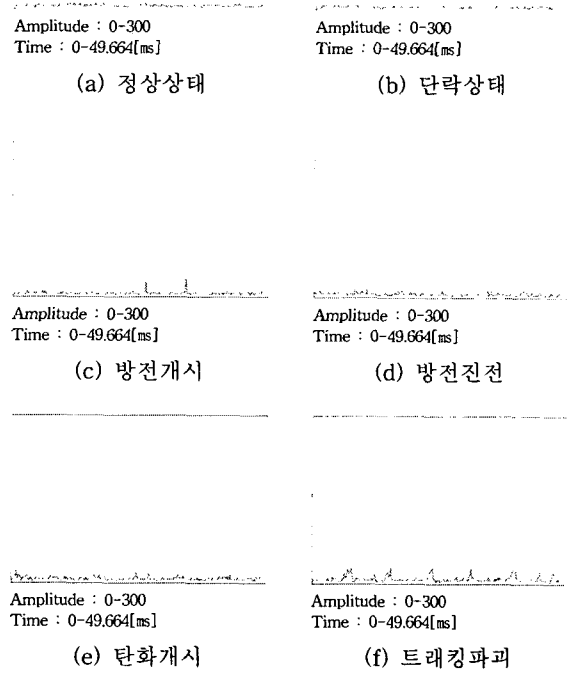 Amplitude : 0-300
Time : 0-49.664[ms]
(a) 정상상태
Amplitude : 0-300
Time : 0-49.664[ms]
(b) 단락상태
Amplitude : 0-300
Time : 0-49.664[ms]
(c) 방전개시
Amplitude : 0-300
Time : 0-49.664[ms]
(d) 방전진전
Amplitude : 0-300
Time : 0-49.664[ms]
(e) 탄화개시
Amplitude : 0-300
Time : 0-49.664[ms]
(f) 트래킹파괴